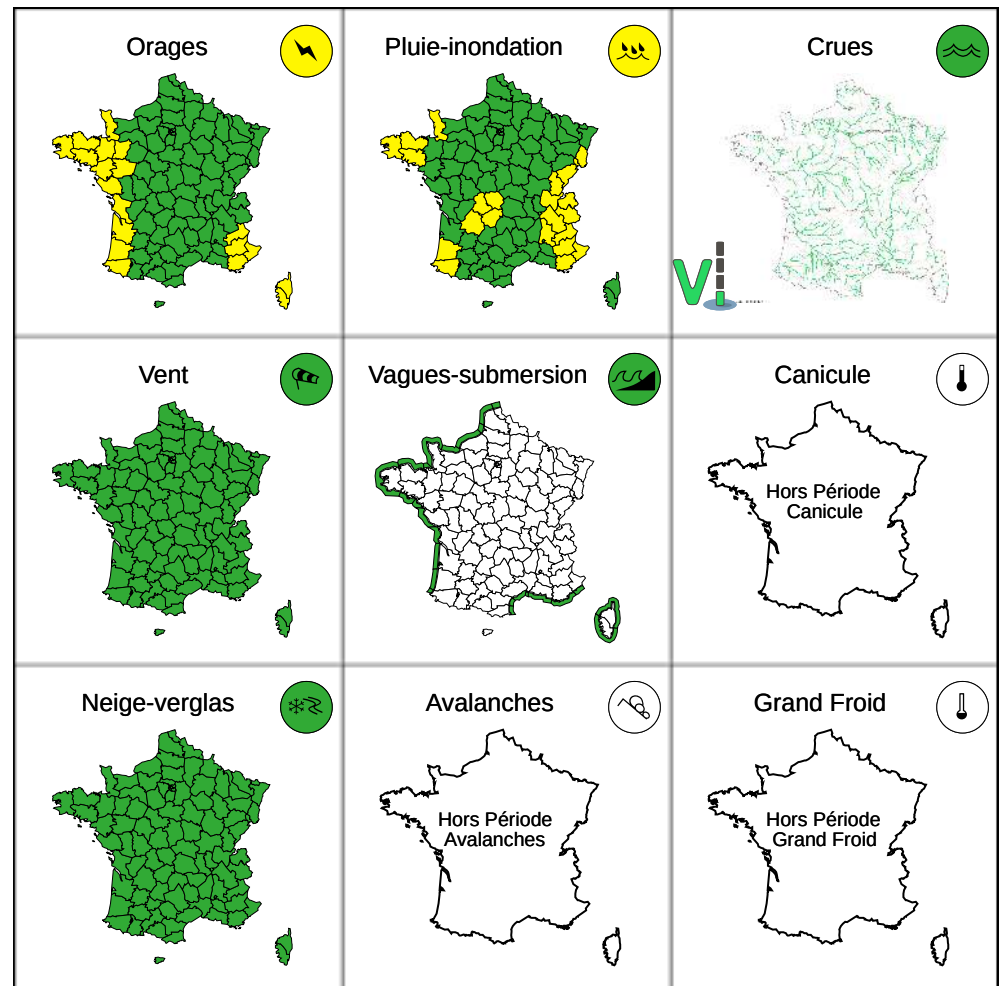 Orages
Pluie-inondation
Crues
Vi
Vent
Vagues-submersion
Canicule
Hors Période
Canicule
Neige-verglas
Avalanches
Grand Froid
Hors Période
Avalanches
Hors Période
Grand Froid